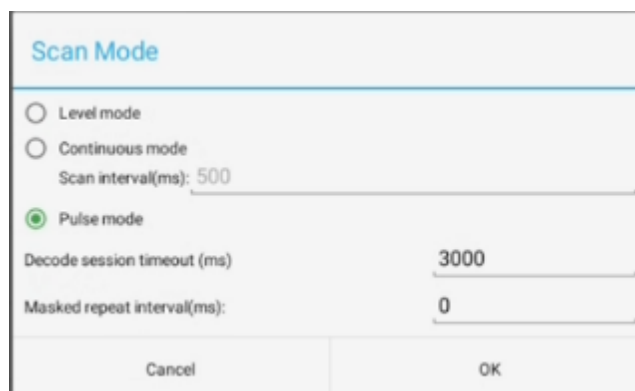 Scan Mode
Level mode
Continuous mode
Scan interval(ms): 500
Pulse mode
Decode session timeout (ms) 3000
Masked repeat interval(ms): 0
Cancel OK